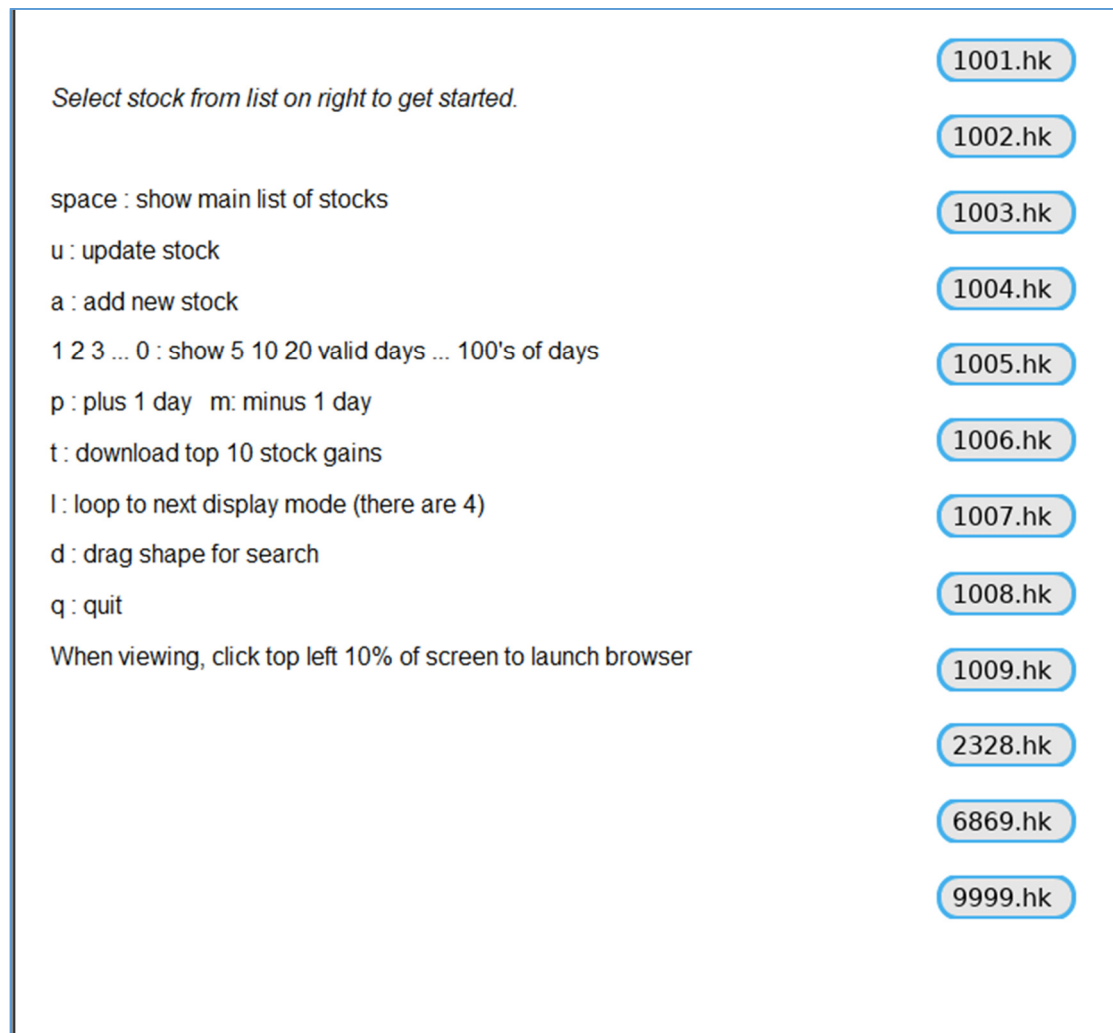 Select stock from list on right to get started.
space : show main list of stocks
u : update stock
a : add new stock
1 2 3 ... 0 : show 5 10 20 valid days ... 100's of days
p : plus 1 day   m: minus 1 day
t : download top 10 stock gains
l : loop to next display mode (there are 4)
d : drag shape for search
q : quit
When viewing, click top left 10% of screen to launch browser
1001.hk
1002.hk
1003.hk
1004.hk
1005.hk
1006.hk
1007.hk
1008.hk
1009.hk
2328.hk
6869.hk
9999.hk